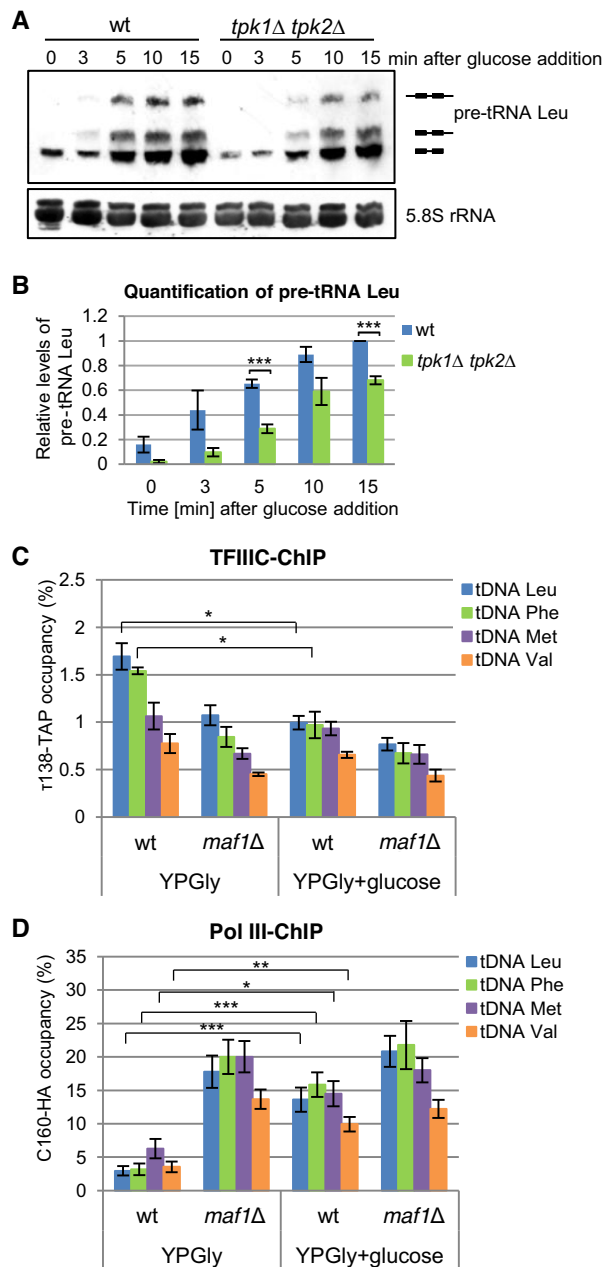 A
wt tpk1Δ tpk2Δ
0 3 5 10 15 0 3 5 10 15 min after glucose addition
pre-tRNA Leu
5.8S rRNA
B
Quantification of pre-tRNA Leu
Relative levels of
pre-tRNA Leu
1.2
1
0.8
0.6
0.4
0.2
0
*** ***
wt
tpk1Δ tpk2Δ
0 3 5 10 15
Time [min] after glucose addition
C
TFIIIC-ChIP
τ138-TAP occupancy (%)
2.5
2
1.5
1
0.5
0
*
*
tDNA Leu
tDNA Phe
tDNA Met
tDNA Val
wt maf1Δ wt maf1Δ
YPGly YPGly+glucose
D
Pol III-ChIP
C160-HA occupancy (%)
35
30
25
20
15
10
5
0
**
*
***
***
tDNA Leu
tDNA Phe
tDNA Met
tDNA Val
wt maf1Δ wt maf1Δ
YPGly YPGly+glucose